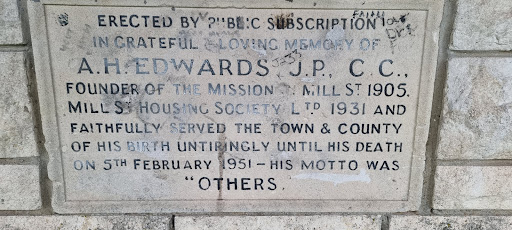 ERECTED BY PUBLIC SUBSCRIPTION
IN GRATEFUL & LOVING MEMORY OF
A. H. EDWARDS, J.P., C.C.,
FOUNDER OF THE MISSION MILL ST 1905.
MILL ST HOUSING SOCIETY LTD 1931 AND
FAITHFULLY SERVED THE TOWN & COUNTY
OF HIS BIRTH UNTIRINGLY UNTIL HIS DEATH
ON 5TH FEBRUARY 1951 – HIS MOTTO WAS
"OTHERS.